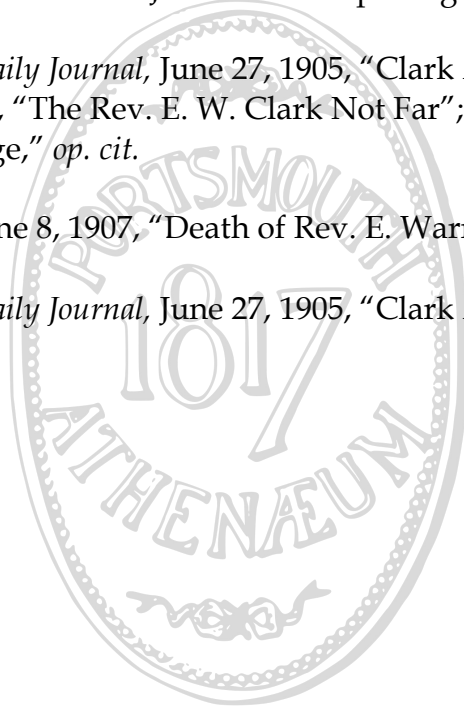 aily Journal, June 27, 1905, “Clark
, “The Rev. E. W. Clark Not Far”;
ge,” op. cit.
ne 8, 1907, “Death of Rev. E. Warr
aily Journal, June 27, 1905, “Clark
PORTSMOUTH
1817
ATHENÆUM